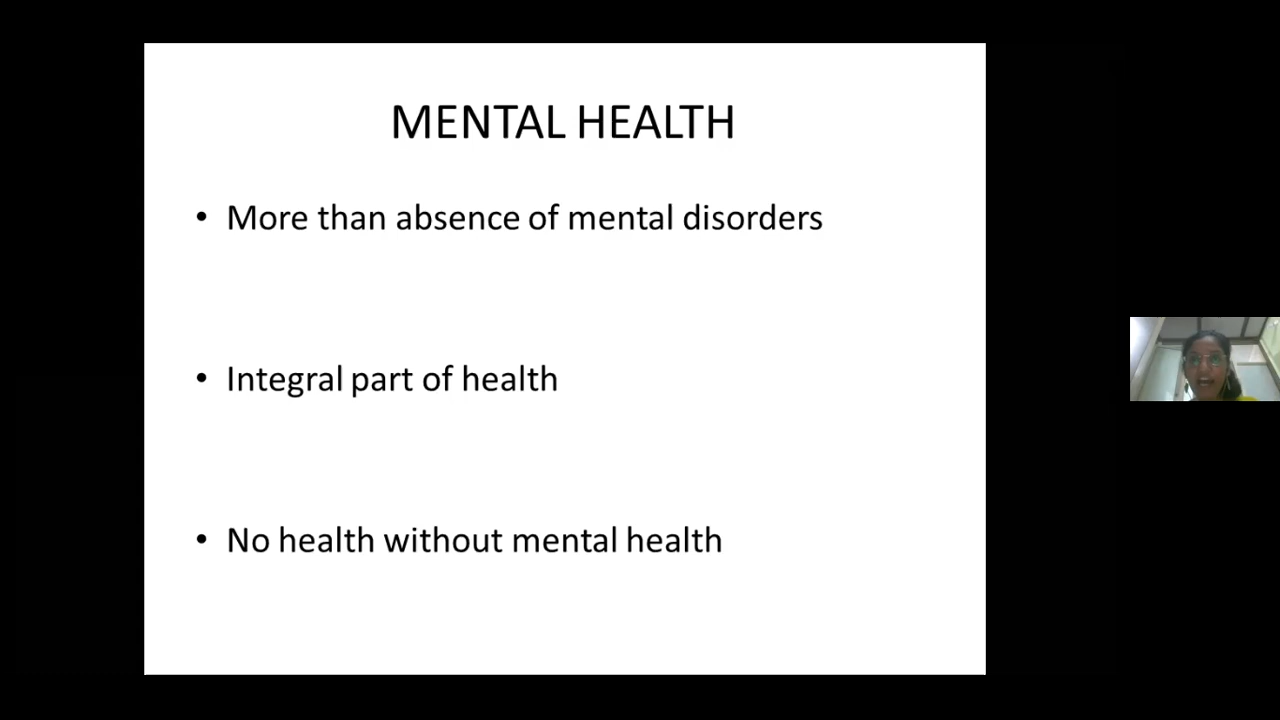 MENTAL HEALTH
• More than absence of mental disorders
• Integral part of health
• No health without mental health